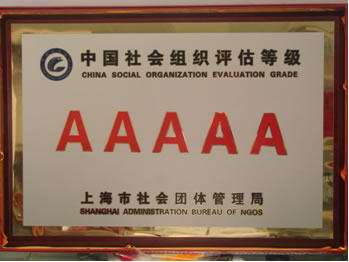 中国社会组织评估等级
CHINA SOCIAL ORGANIZATION EVALUATION GRADE
AAAAA
上海市社会团体管理局
SHANGHAI ADMINISTRATION BUREAU OF NGOS